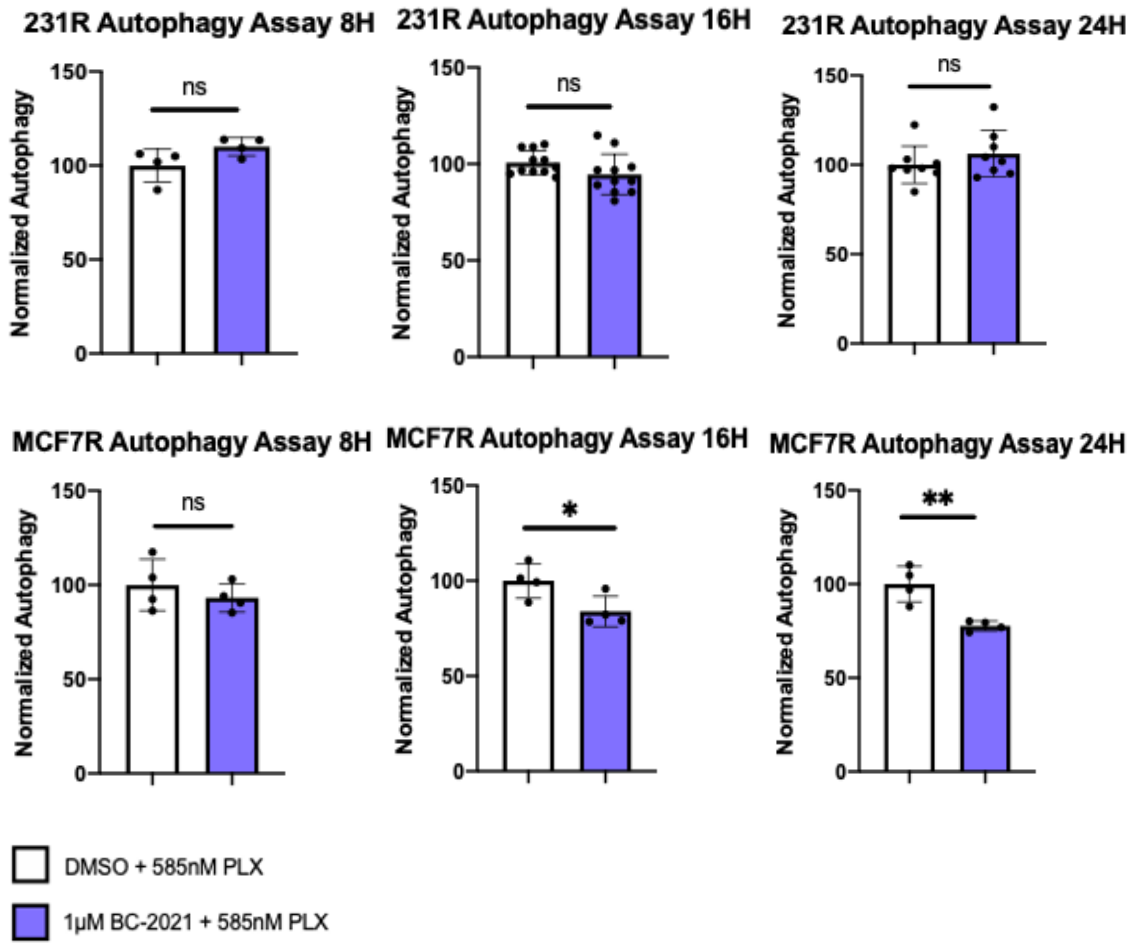 231R Autophagy Assay 8H
150
100
50
0
Normalized Autophagy
ns
231R Autophagy Assay 16H
150
100
50
0
Normalized Autophagy
ns
231R Autophagy Assay 24H
150
100
50
0
Normalized Autophagy
ns
MCF7R Autophagy Assay 8H
150
100
50
0
Normalized Autophagy
ns
MCF7R Autophagy Assay 16H
150
100
50
0
Normalized Autophagy
*
MCF7R Autophagy Assay 24H
150
100
50
0
Normalized Autophagy
**
DMSO + 585nM PLX
1µM BC-2021 + 585nM PLX